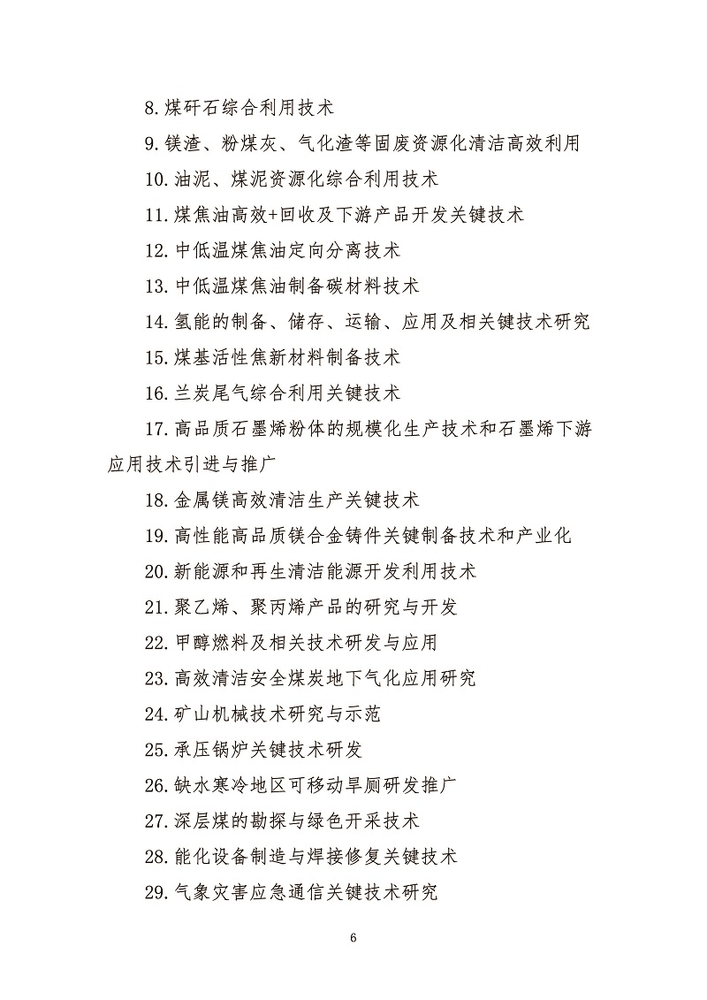 8.煤矸石综合利用技术
9.镁渣、粉煤灰、气化渣等固废资源化清洁高效利用
10.油泥、煤泥资源化综合利用技术
11.煤焦油高效+回收及下游产品开发关键技术
12.中低温煤焦油定向分离技术
13.中低温煤焦油制备碳材料技术
14.氢能的制备、储存、运输、应用及相关键技术研究
15.煤基活性焦新材料制备技术
16.兰炭尾气综合利用关键技术
17.高品质石墨烯粉体的规模化生产技术和石墨烯下游
应用技术引进与推广
18.金属镁高效清洁生产关键技术
19.高性能高品质镁合金铸件关键制备技术和产业化
20.新能源和再生清洁能源开发利用技术
21.聚乙烯、聚丙烯产品的研究与开发
22.甲醇燃料及相关技术研发与应用
23.高效清洁安全煤炭地下气化应用研究
24.矿山机械技术研究与示范
25.承压锅炉关键技术研发
26.缺水寒冷地区可移动旱厕研发推广
27.深层煤的勘探与绿色开采技术
28.能化设备制造与焊接修复关键技术
29.气象灾害应急通信关键技术研究
6